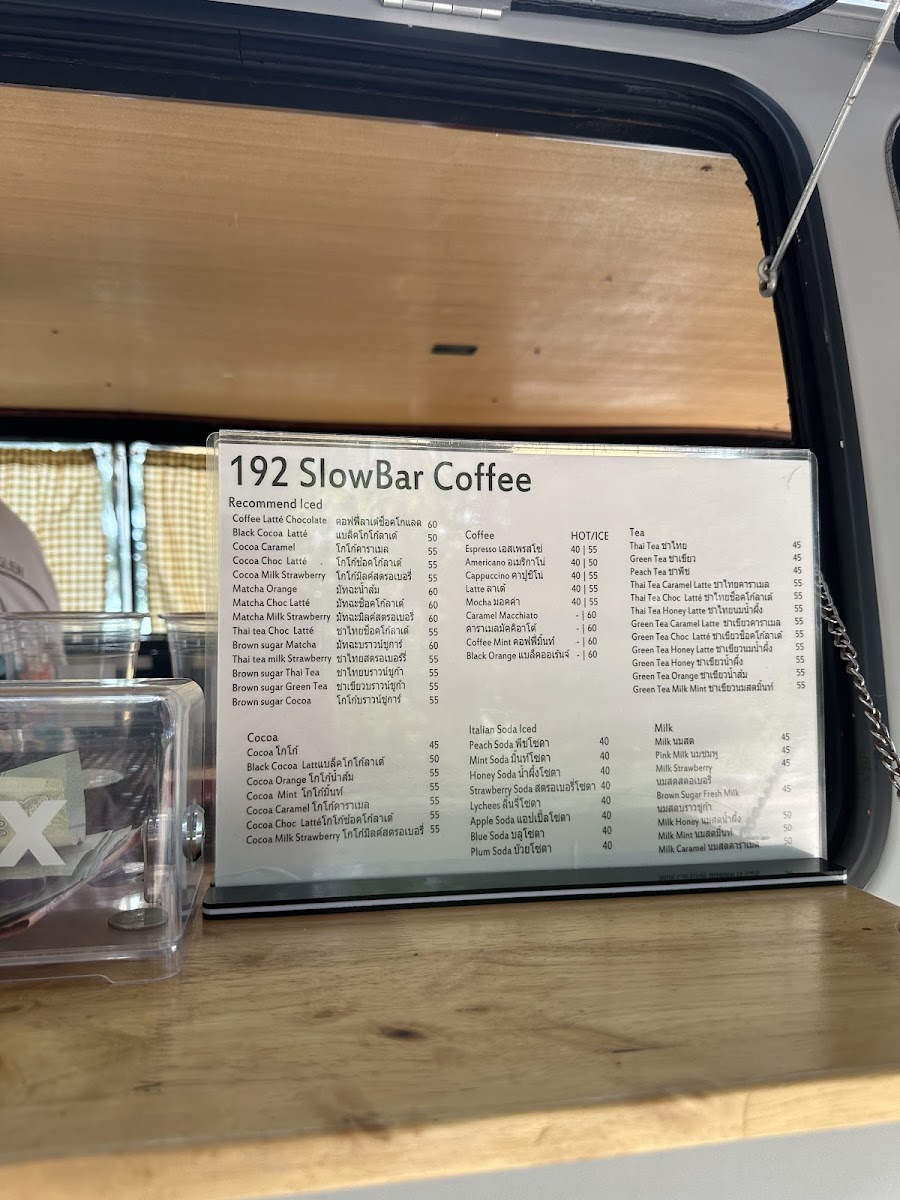 192 SlowBar Coffee
Recommend Iced
Coffee Latté Chocolate คอฟฟี่ลาเต้ช็อคโกแลต 60
Black Cocoa Latté แบล็คโกโก้ลาเต้ 50
Cocoa Caramel โกโก้คาราเมล 55
Cocoa Choc Latté โกโก้ช็อคโกลาเต้ 55
Cocoa Milk Strawberry โกโก้มิลค์สตรอเบอรี่ 55
Matcha Orange มัทฉะน้ำส้ม 60
Matcha Choc Latté มัทฉะช็อคโกลาเต้ 60
Matcha Milk Strawberry มัทฉะมิลค์สตรอเบอรี่ 60
Thai tea Choc Latté ชาไทยช็อคโกลาเต้ 55
Brown sugar Matcha มัทฉะบราวน์ชูการ์ 60
Thai tea milk Strawberry ชาไทยสตรอเบอร์รี่ 55
Brown sugar Thai Tea ชาไทยบราวน์ชูก้า 55
Brown sugar Green Tea ชาเขียวบราวน์ชูก้า 55
Brown sugar Cocoa โกโก้บราวน์ชูการ์ 55
Coffee HOT/ICE
Espresso เอสเพรสโซ่ 40 | 55
Americano อเมริกาโน่ 40 | 50
Cappuccino คาปูชิโน่ 40 | 55
Latte ลาเต้ 40 | 55
Mocha มอคค่า 40 | 55
Caramel Macchiato - | 60
คาราเมลมัคคิอาโต้ - | 60
Coffee Mint คอฟฟี่มิ้นท์ - | 60
Black Orange แบล็คออเร้นจ์ - | 60
Tea
Thai Tea ชาไทย 45
Green Tea ชาเขียว 45
Peach Tea ชาพีช 45
Thai Tea Caramel Latte ชาไทยคาราเมล 55
Thai Tea Choc Latté ชาไทยช็อคโกลาเต้ 55
Thai Tea Honey Latte ชาไทยนมน้ำผึ้ง 55
Green Tea Caramel Latte ชาเขียวคาราเมล 55
Green Tea Choc Latté ชาเขียวช็อคโกลาเต้ 55
Green Tea Honey Latte ชาเขียวนมน้ำผึ้ง 55
Green Tea Honey ชาเขียวน้ำผึ้ง 55
Green Tea Orange ชาเขียวน้ำส้ม 55
Green Tea Milk Mint ชาเขียวนมสดมิ้นท์ 55
Cocoa
Cocoa โกโก้ 45
Black Cocoa Lattแบล็คโกโก้ลาเต้ 50
Cocoa Orange โกโก้น้ำส้ม 55
Cocoa Mint โกโก้มิ้นท์ 55
Cocoa Caramel โกโก้คาราเมล 55
Cocoa Choc Lattéโกโก้ช้อคโกลาเต้ 55
Cocoa Milk Strawberry โกโก้มิลค์สตรอเบอรี่ 55
Italian Soda Iced
Peach Soda พีชโซดา 40
Mint Soda มิ้นท์โซดา 40
Honey Soda น้ำผึ้งโซดา 40
Strawberry Soda สตรอเบอรี่โซดา 40
Lychees ลิ้นจี่โซดา 40
Apple Soda แอปเปิ้ลโซดา 40
Blue Soda บลูโซดา 40
Plum Soda บ๊วยโซดา 40
Milk
Milk นมสด 45
Pink Milk นมชมพู 45
Milk Strawberry 45
นมสดสตอเบอรี่
Brown Sugar Fresh Milk 45
นมสดบราวชูก้า
Milk Honey นมสดน้ำผึ้ง 50
Milk Mint นมสดมิ้นท์ 50
Milk Caramel นมสดคาราเมล 50
X